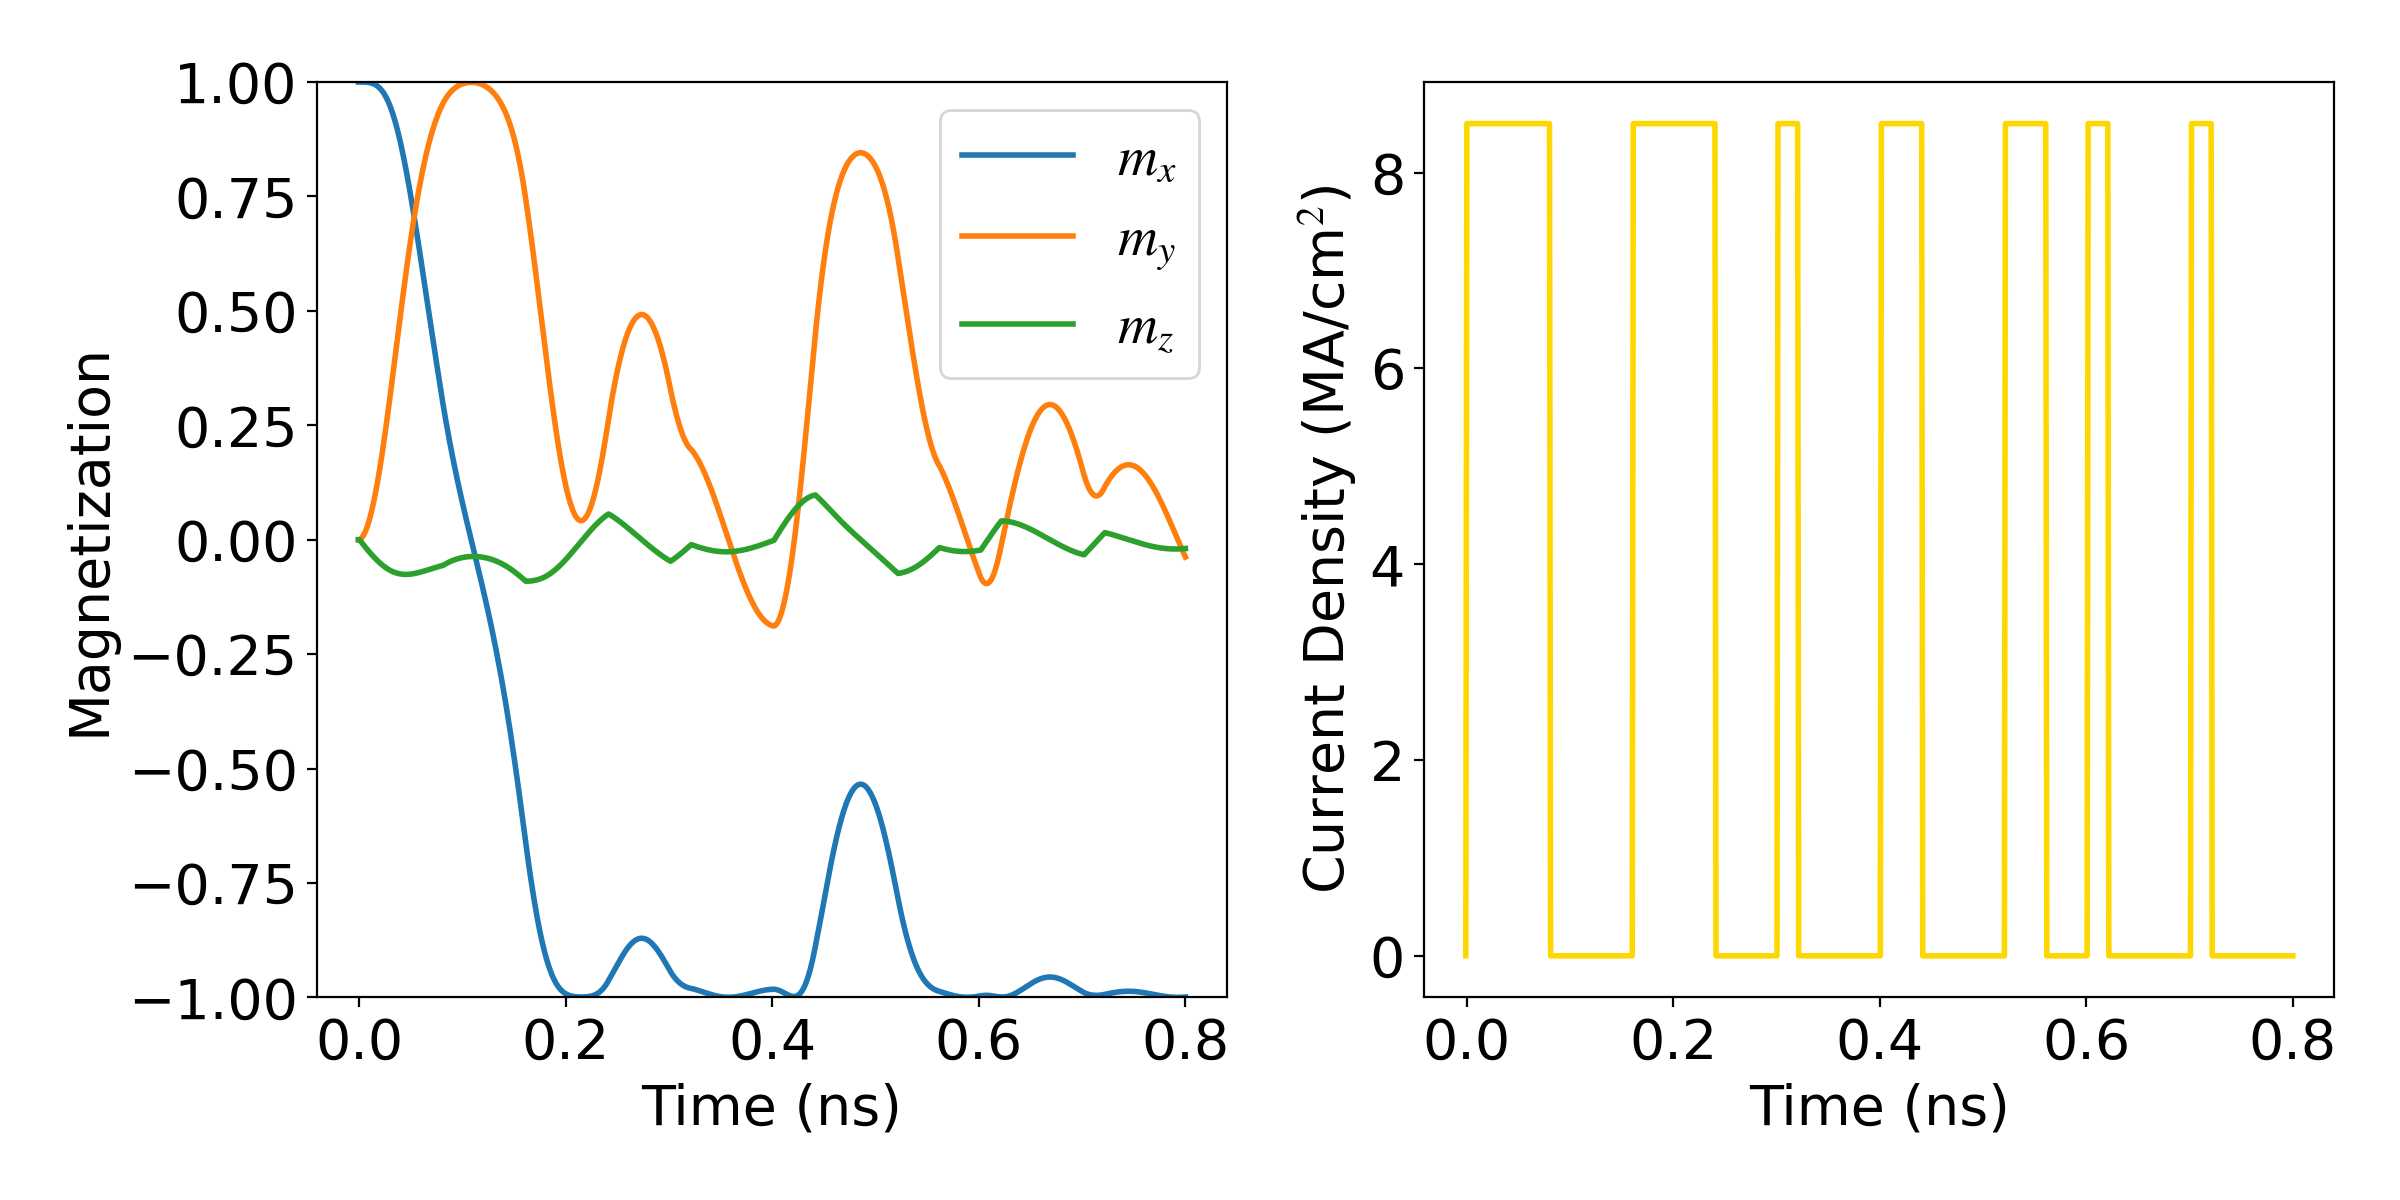 Magnetization
1.00
0.75
0.50
0.25
0.00
−0.25
−0.50
−0.75
−1.00
0.0 0.2 0.4 0.6 0.8
Time (ns)
mₓ
m_y
m_z
Current Density (MA/cm²)
8
6
4
2
0
0.0 0.2 0.4 0.6 0.8
Time (ns)